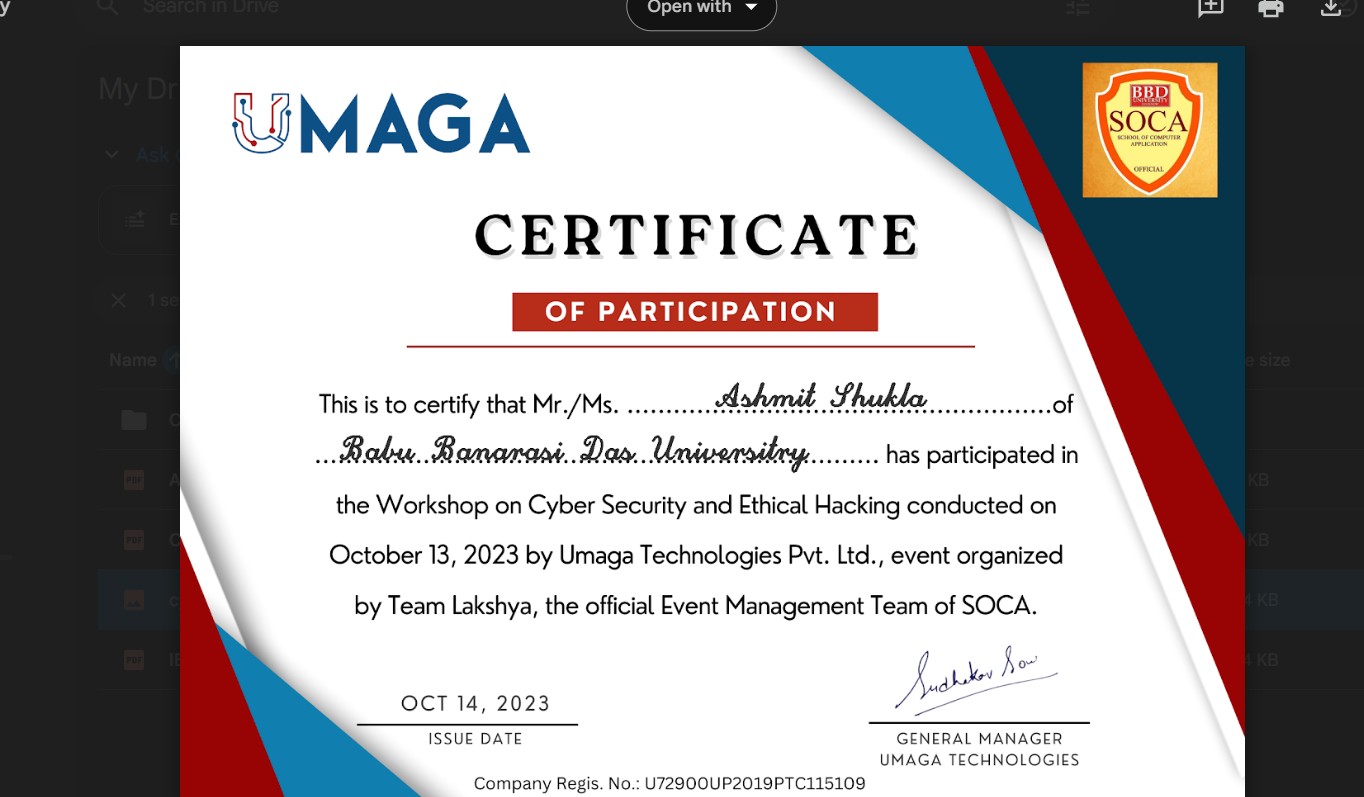 y
Search in Drive
Open with
My Dr
Ask
1 se
Name
e size
KB
KB
KB
KB
UMAGA
BBD
UNIVERSITY
SOCA
SCHOOL OF COMPUTER
APPLICATION
OFFICIAL
CERTIFICATE
OF PARTICIPATION
This is to certify that Mr./Ms. ..........Ashmit Shukla..............of
...Babu Banarasi Das Universitry......... has participated in
the Workshop on Cyber Security and Ethical Hacking conducted on
October 13, 2023 by Umaga Technologies Pvt. Ltd., event organized
by Team Lakshya, the official Event Management Team of SOCA.
OCT 14, 2023
ISSUE DATE
GENERAL MANAGER
UMAGA TECHNOLOGIES
Company Regis. No.: U72900UP2019PTC115109